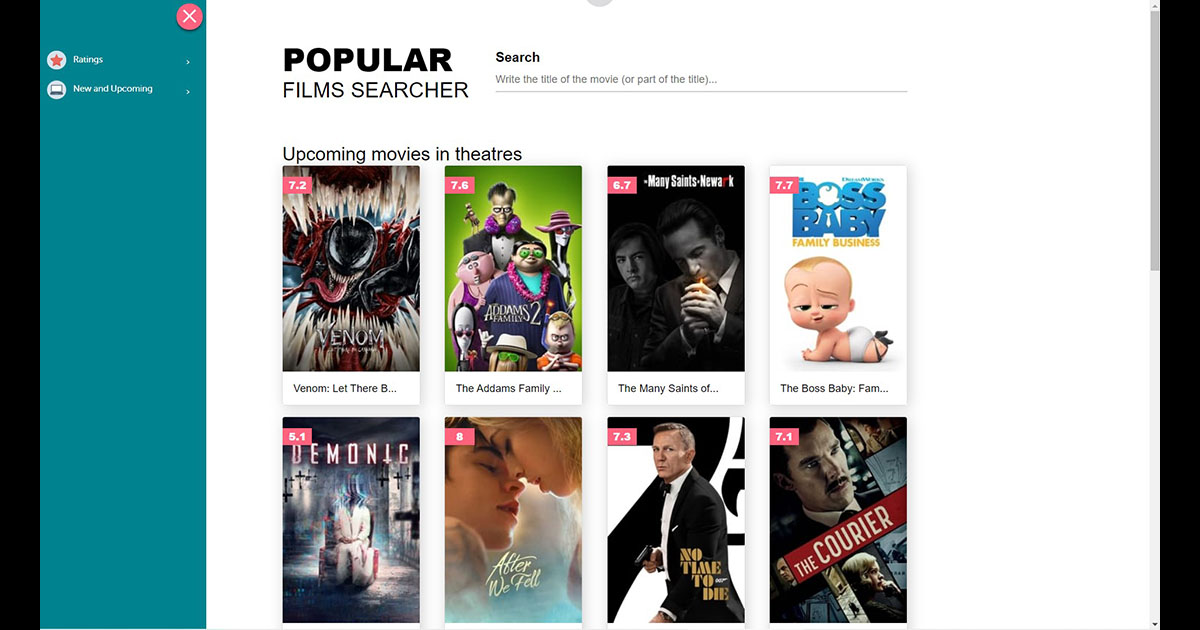 Ratings
New and Upcoming
POPULAR
FILMS SEARCHER
Search
Write the title of the movie (or part of the title)...
Upcoming movies in theatres
7.2
VENOM
Venom: Let There B...
7.6
ADDAMS
FAMILY 2
The Addams Family ...
6.7
THE Many Saints OF Newark
The Many Saints of...
7.7
DREAMWORKS
BOSS
BABY
FAMILY BUSINESS
The Boss Baby: Fam...
5.1
DEMONIC
8
After
We Fell
7.3
NO
TIME
TO
DIE
007
7.1
THE COURIER